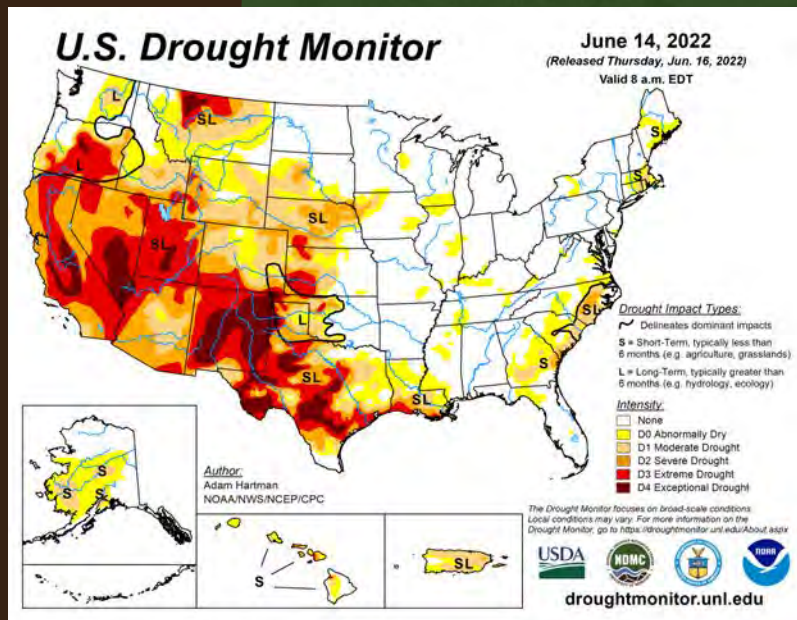 U.S. Drought Monitor
June 14, 2022
(Released Thursday, Jun. 16, 2022)
Valid 8 a.m. EDT
L
SL
S
L
SL
S
SL
L
SL
S
SL
SL
S
S
S
S
S
SL
Drought Impact Types:
Delineates dominant impacts
S = Short-Term, typically less than
6 months (e.g. agriculture, grasslands)
L = Long-Term, typically greater than
6 months (e.g. hydrology, ecology)
Intensity:
None
D0 Abnormally Dry
D1 Moderate Drought
D2 Severe Drought
D3 Extreme Drought
D4 Exceptional Drought
Author:
Adam Hartman
NOAA/NWS/NCEP/CPC
The Drought Monitor focuses on broad-scale conditions.
Local conditions may vary. For more information on the
Drought Monitor, go to https://droughtmonitor.unl.edu/About.aspx
USDA
NDMC
NOAA
droughtmonitor.unl.edu